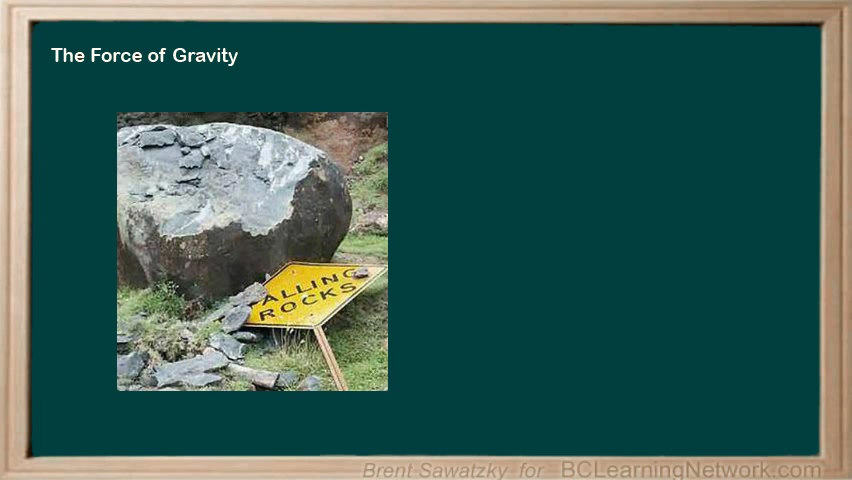 The Force of Gravity
ALLING
ROCKS
Brent Sawatzky for BCLearningNetwork.com